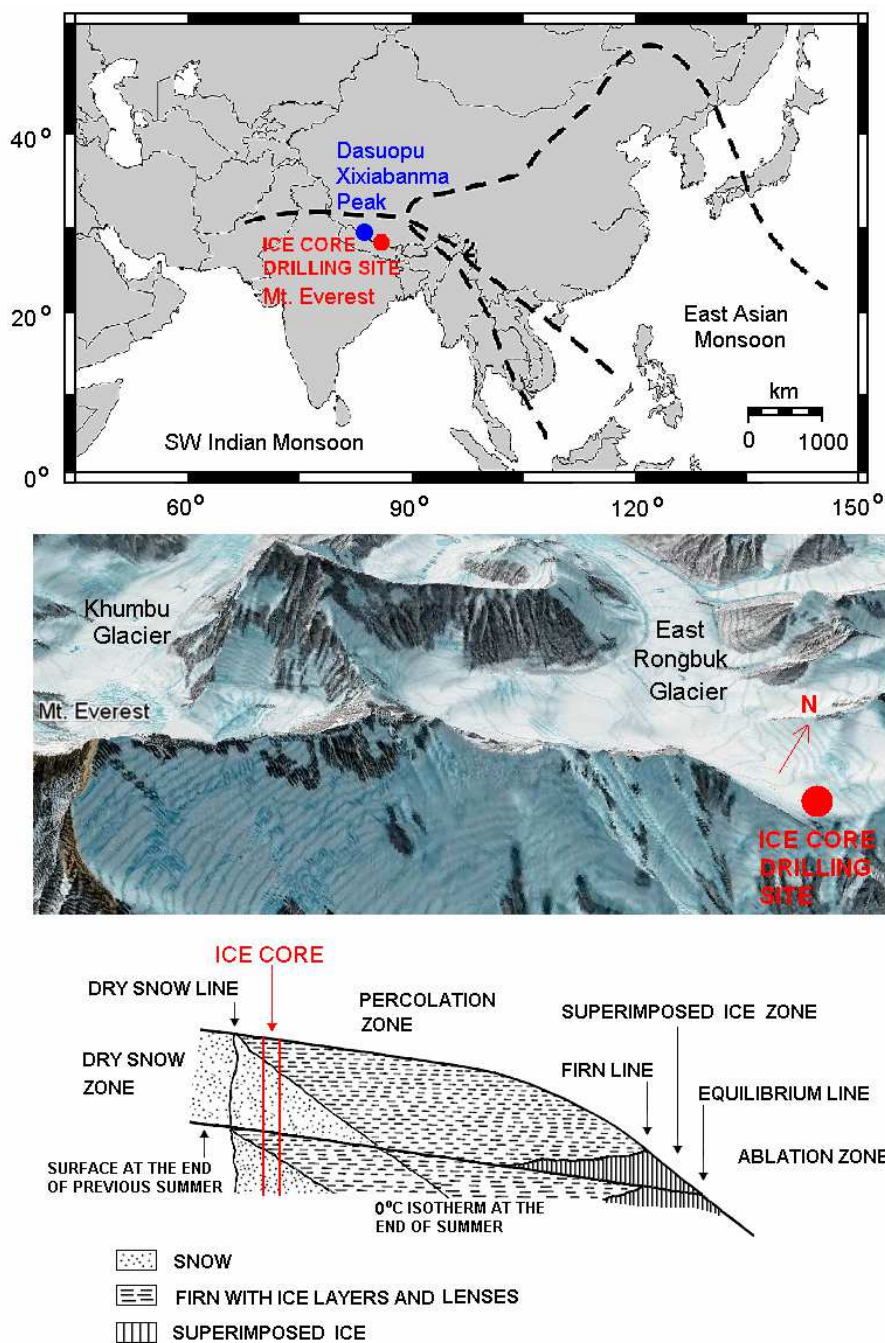 40°
20°
0°
60°
90°
120°
150°
Dasuopu
Xixiabanma
Peak
ICE CORE
DRILLING SITE
Mt. Everest
East Asian
Monsoon
km
0 1000
SW Indian Monsoon
Khumbu
Glacier
East
Rongbuk
Glacier
N
Mt. Everest
ICE CORE
DRILLING
SITE
ICE CORE
DRY SNOW LINE
PERCOLATION
ZONE
SUPERIMPOSED ICE ZONE
DRY SNOW
ZONE
FIRN LINE
EQUILIBRIUM LINE
ABLATION ZONE
SURFACE AT THE END
OF PREVIOUS SUMMER
0°C ISOTHERM AT THE
END OF SUMMER
SNOW
FIRN WITH ICE LAYERS AND LENSES
SUPERIMPOSED ICE